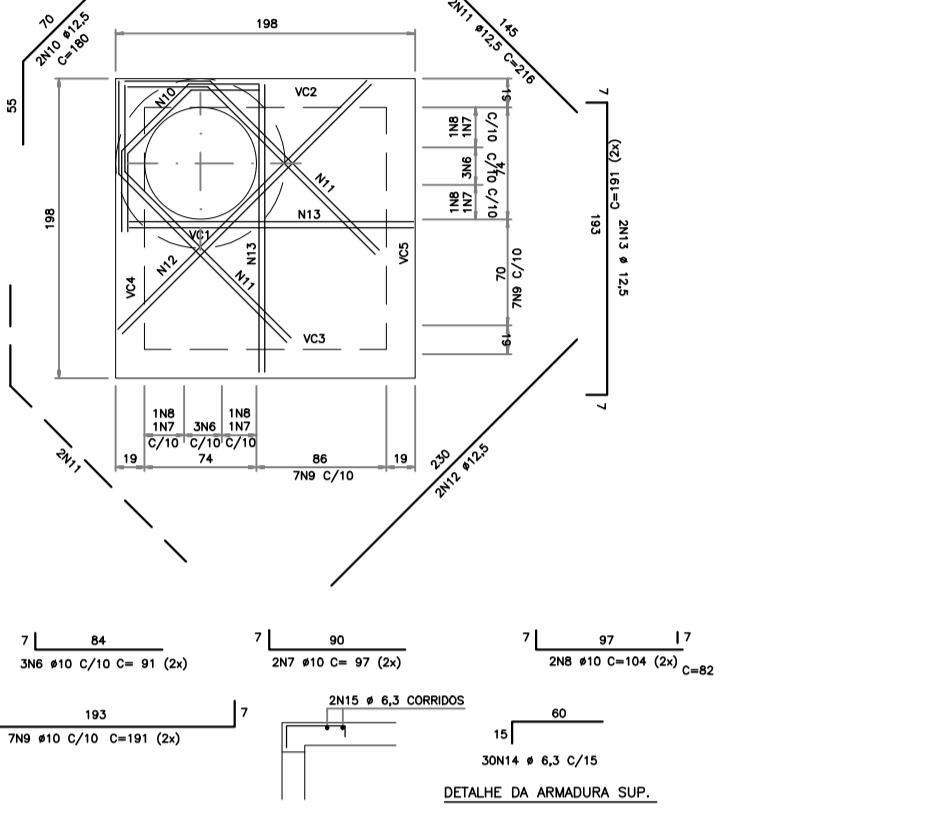 70
2N10 ø12,5
C=180
55
198
145
2N11 ø12,5 C=216
198
N10
VC2
N11
N13
VC1
N13
N12
N11
VC4
VC5
VC3
15
1N8
1N7
C/10
3N6
C/10
74
1N8
1N7
C/10
70
7N9 C/10
19
7
C=191 (2x)
193
2N13 ø 12,5
7
1N8
1N7
C/10
3N6
C/10
1N8
1N7
C/10
19
74
86
19
7N9 C/10
2N11
230
2N12 ø12,5
7
84
3N6 ø10 C/10 C= 91 (2x)
7
90
2N7 ø10 C= 97 (2x)
7
97
7
2N8 ø10 C=104 (2x)
C=82
193
7
7N9 ø10 C/10 C=191 (2x)
2N15 ø 6,3 CORRIDOS
60
15
30N14 ø 6,3 C/15
DETALHE DA ARMADURA SUP.